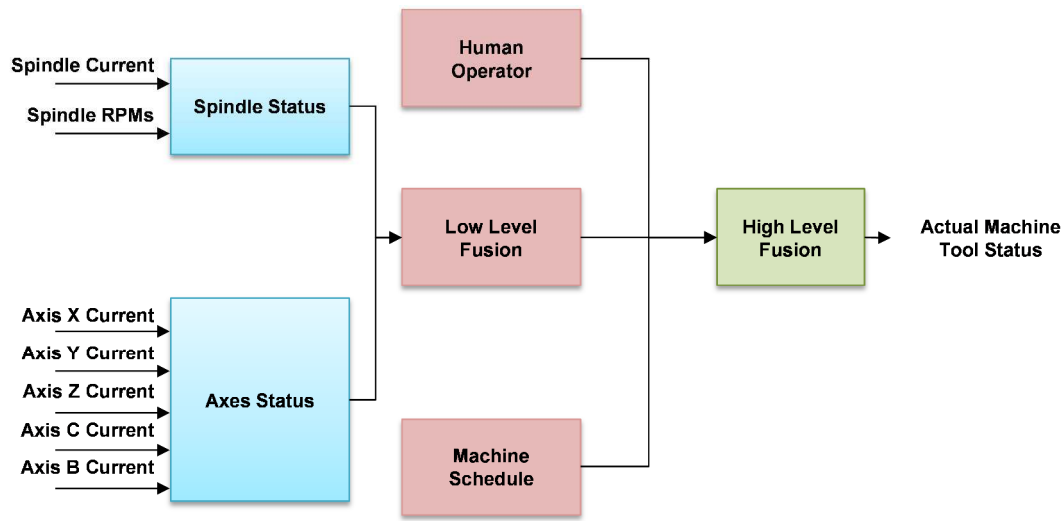 Spindle Current
Spindle RPMs
Spindle Status
Axis X Current
Axis Y Current
Axis Z Current
Axis C Current
Axis B Current
Axes Status
Human
Operator
Low Level
Fusion
Machine
Schedule
High Level
Fusion
Actual Machine
Tool Status